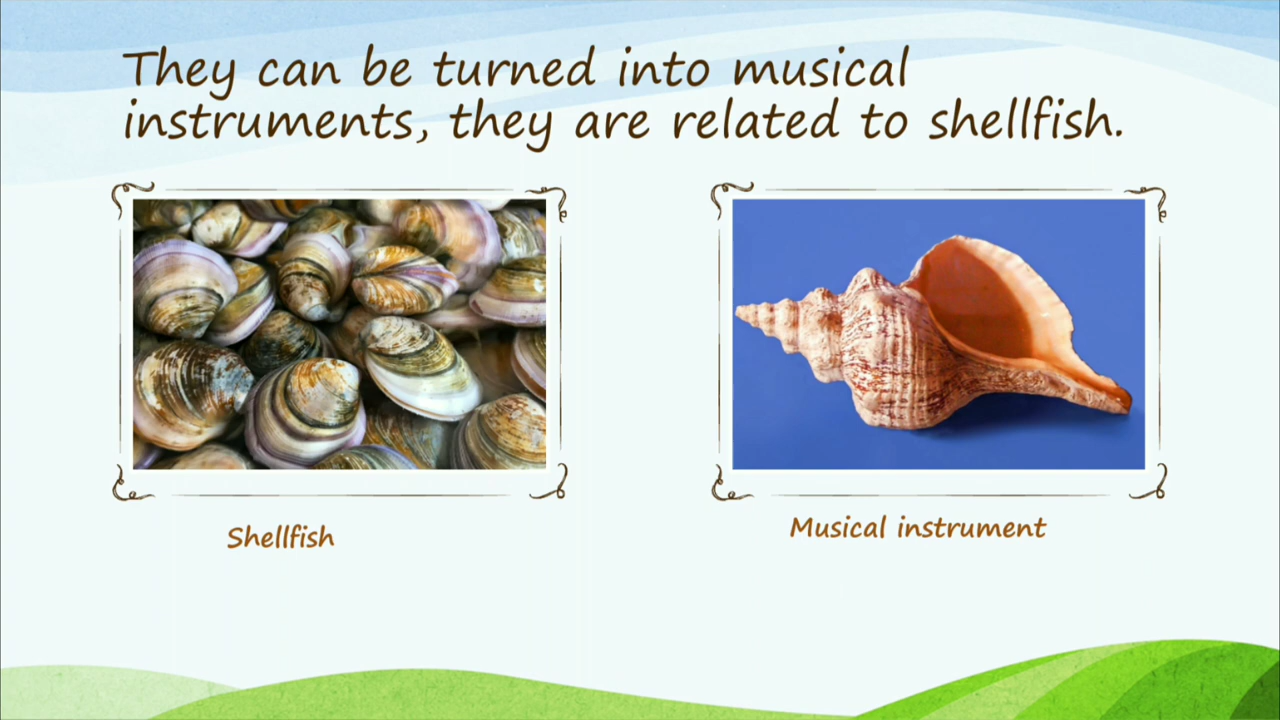 They can be turned into musical
instruments, they are related to shellfish.
Shellfish
Musical instrument